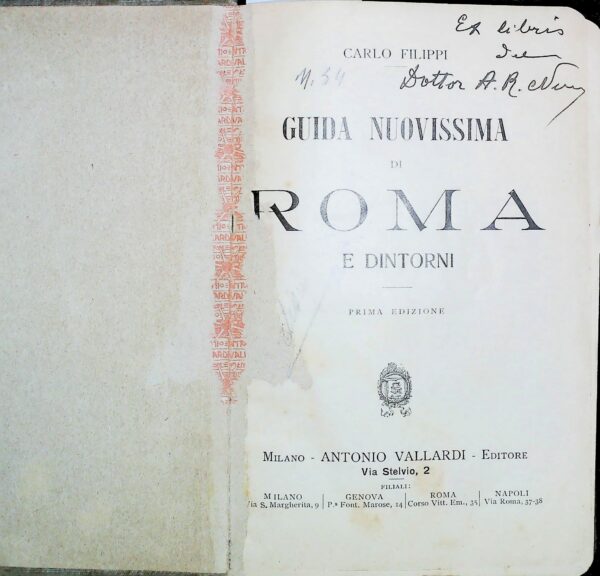 Ex libris
CARLO FILIPPI
del
N. 34
Dottor A. R.
GUIDA NUOVISSIMA
DI
ROMA
E DINTORNI
PRIMA EDIZIONE
MILANO - ANTONIO VALLARDI - EDITORE
Via Stelvio, 2
FILIALI:
MILANO | GENOVA | ROMA | NAPOLI
Via S. Margherita, 9 | P.a Font. Marose, 14 | Corso Vitt. Em., 35 | Via Roma, 37-38